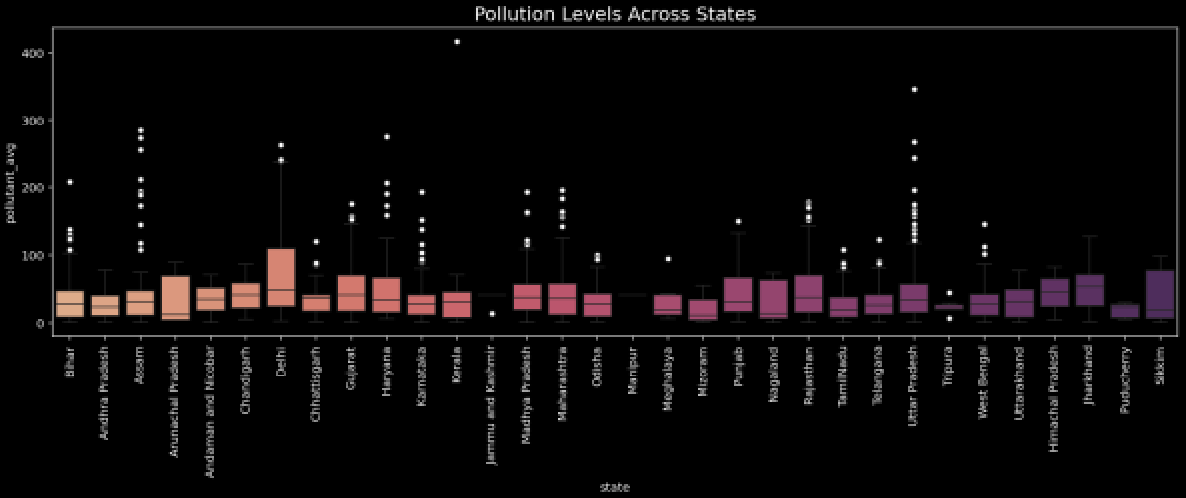 Pollution Levels Across States
pollutant_avg
400
300
200
100
0
Bihar
Andhra Pradesh
Assam
Arunachal Pradesh
Andaman and Nicobar
Chandigarh
Delhi
Chhattisgarh
Gujarat
Haryana
Karnataka
Kerala
Jammu and Kashmir
Madhya Pradesh
Maharashtra
Odisha
Manipur
Meghalaya
Mizoram
Punjab
Nagaland
Rajasthan
TamilNadu
Telangana
Uttar Pradesh
Tripura
West Bengal
Uttarakhand
Himachal Pradesh
Jharkhand
Puducherry
Sikkim
state